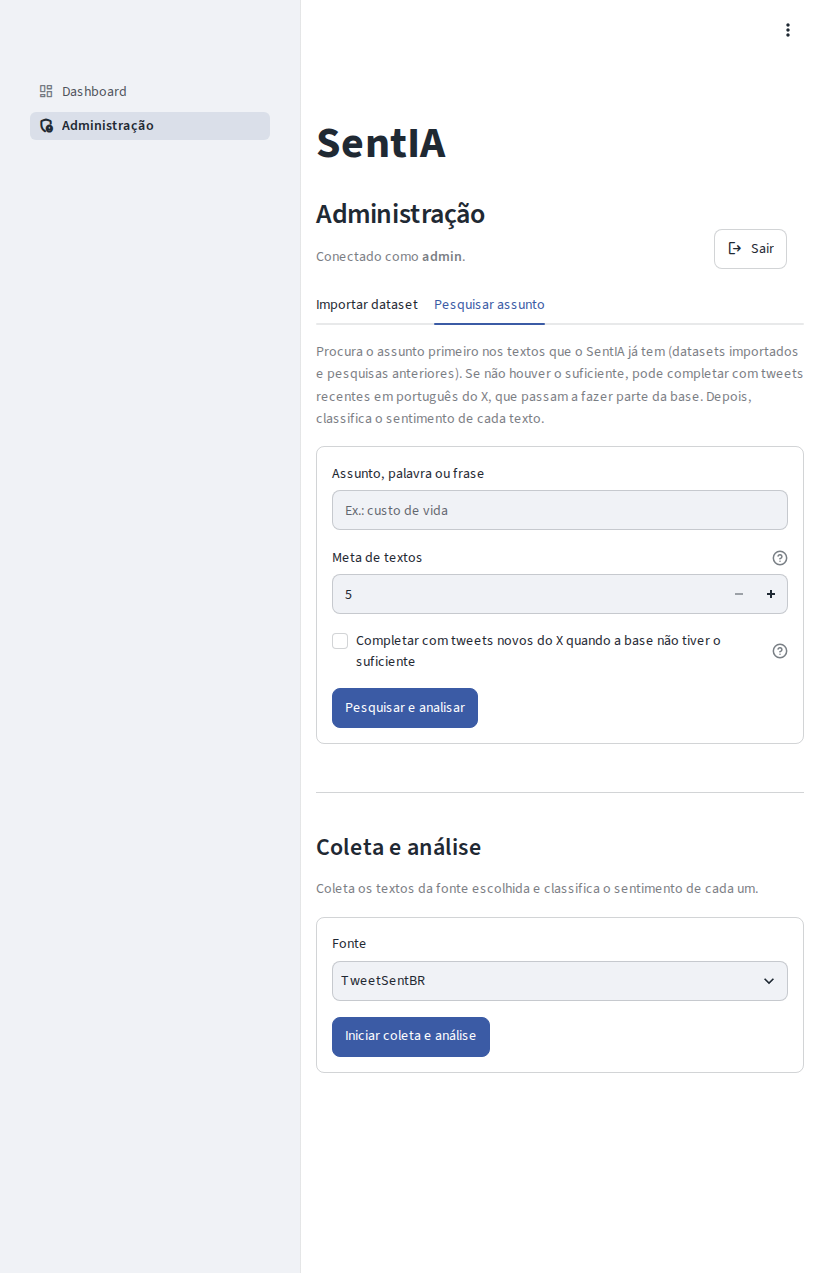 Dashboard
Administração
SentIA
Administração
Conectado como admin.
Sair
Importar dataset
Pesquisar assunto
Procura o assunto primeiro nos textos que o SentIA já tem (datasets importados
e pesquisas anteriores). Se não houver o suficiente, pode completar com tweets
recentes em português do X, que passam a fazer parte da base. Depois,
classifica o sentimento de cada texto.
Assunto, palavra ou frase
Ex.: custo de vida
Meta de textos
5
Completar com tweets novos do X quando a base não tiver o
suficiente
Pesquisar e analisar
Coleta e análise
Coleta os textos da fonte escolhida e classifica o sentimento de cada um.
Fonte
TweetSentBR
Iniciar coleta e análise